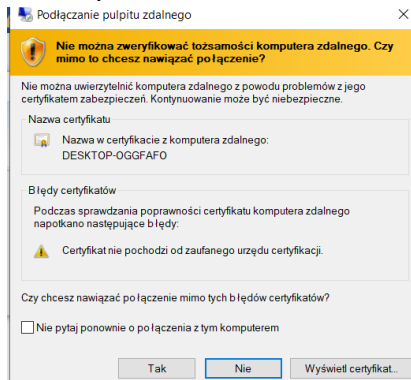 Podłączanie pulpitu zdalnego
Nie można zweryfikować tożsamości komputera zdalnego. Czy
mimo to chcesz nawiązać połączenie?
Nie można uwierzytelnić komputera zdalnego z powodu problemów z jego
certyfikatem zabezpieczeń. Kontynuowanie może być niebezpieczne.
Nazwa certyfikatu
Nazwa w certyfikacie z komputera zdalnego:
DESKTOP-OGGFAFO
Błędy certyfikatów
Podczas sprawdzania poprawności certyfikatu komputera zdalnego
napotkano następujące błędy:
Certyfikat nie pochodzi od zaufanego urzędu certyfikacji.
Czy chcesz nawiązać połączenie mimo tych błędów certyfikatów?
Nie pytaj ponownie o połączenia z tym komputerem
Tak Nie Wyświetl certyfikat...